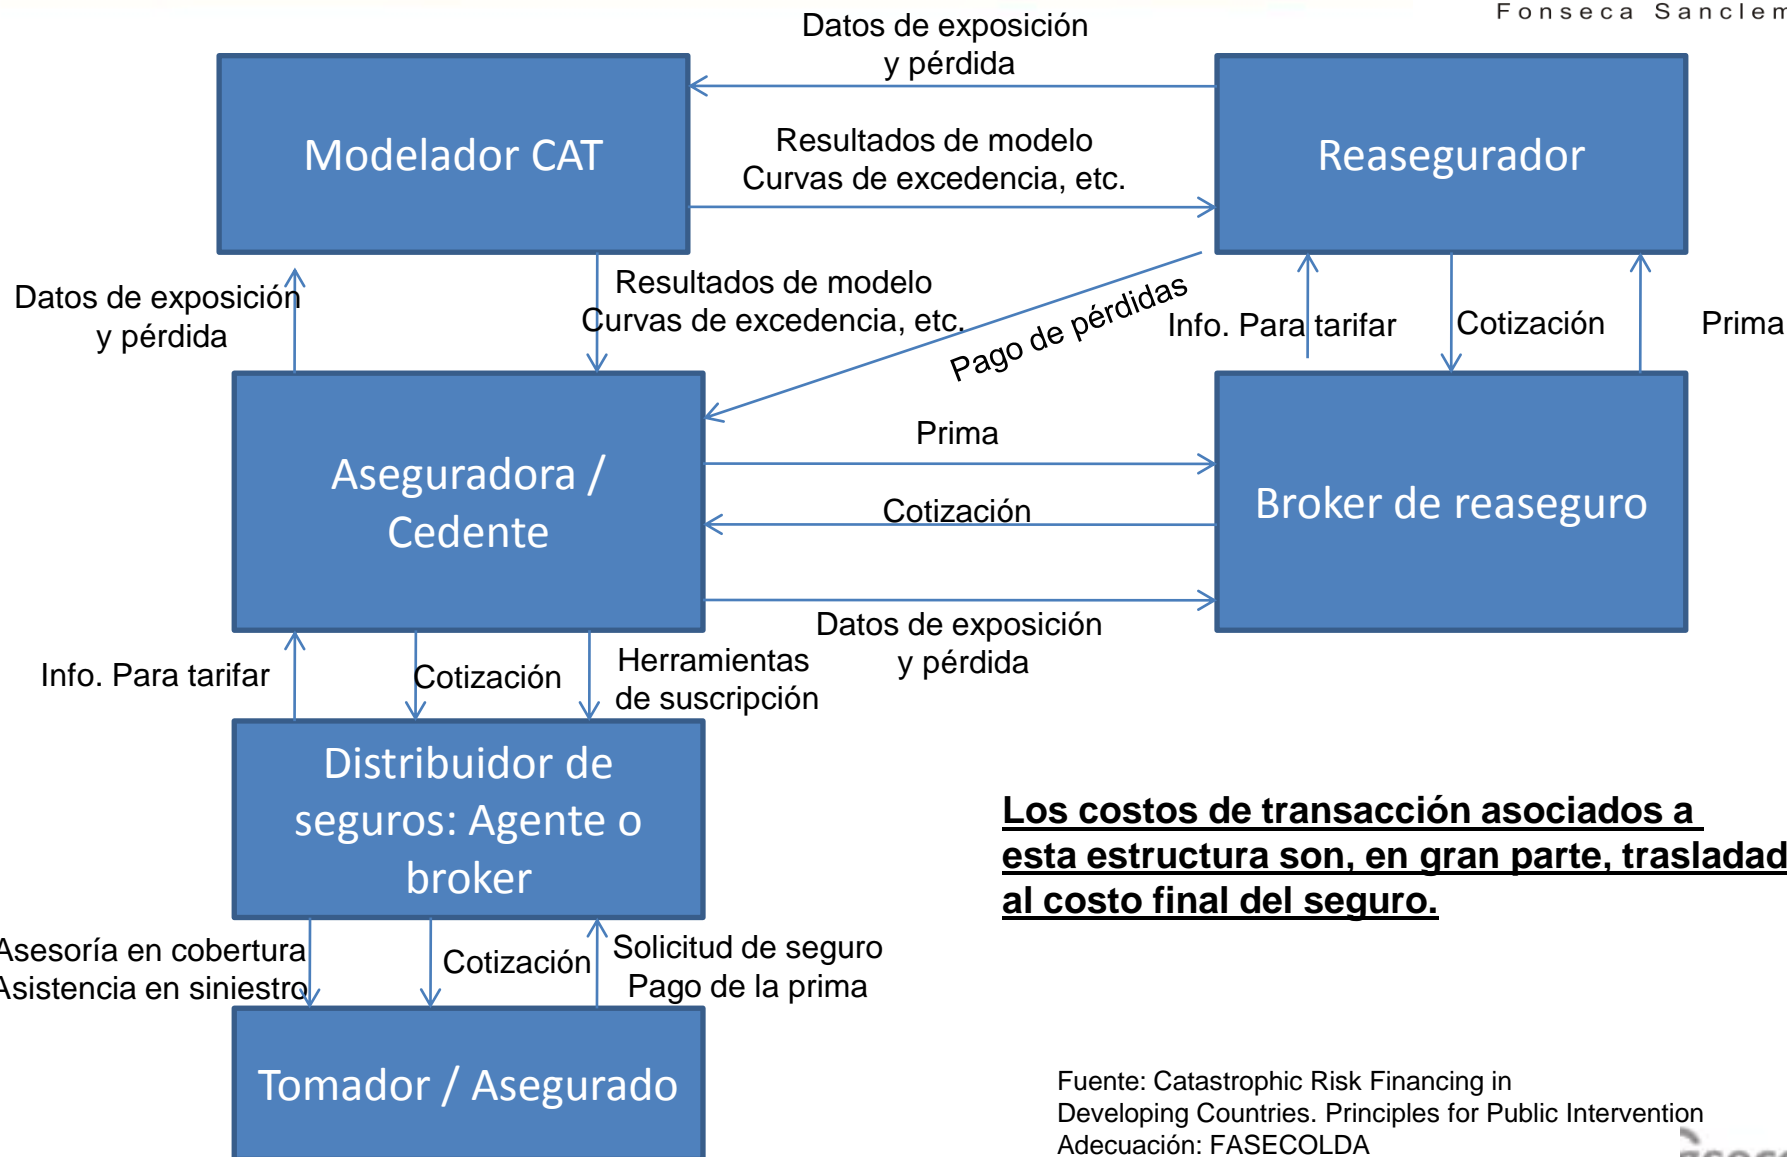 Fonseca Sanclem
Datos de exposición
y pérdida
Modelador CAT
Resultados de modelo
Curvas de excedencia, etc.
Reasegurador
Datos de exposición
y pérdida
Resultados de modelo
Curvas de excedencia, etc.
Pago de pérdidas
Info. Para tarifar
Cotización
Prima
Aseguradora /
Cedente
Prima
Cotización
Datos de exposición
y pérdida
Broker de reaseguro
Info. Para tarifar
Cotización
Herramientas
de suscripción
Distribuidor de
seguros: Agente o
broker
Los costos de transacción asociados a
esta estructura son, en gran parte, trasladad
al costo final del seguro.
Asesoría en cobertura
Asistencia en siniestro
Cotización
Solicitud de seguro
Pago de la prima
Tomador / Asegurado
Fuente: Catastrophic Risk Financing in
Developing Countries. Principles for Public Intervention
Adecuación: FASECOLDA